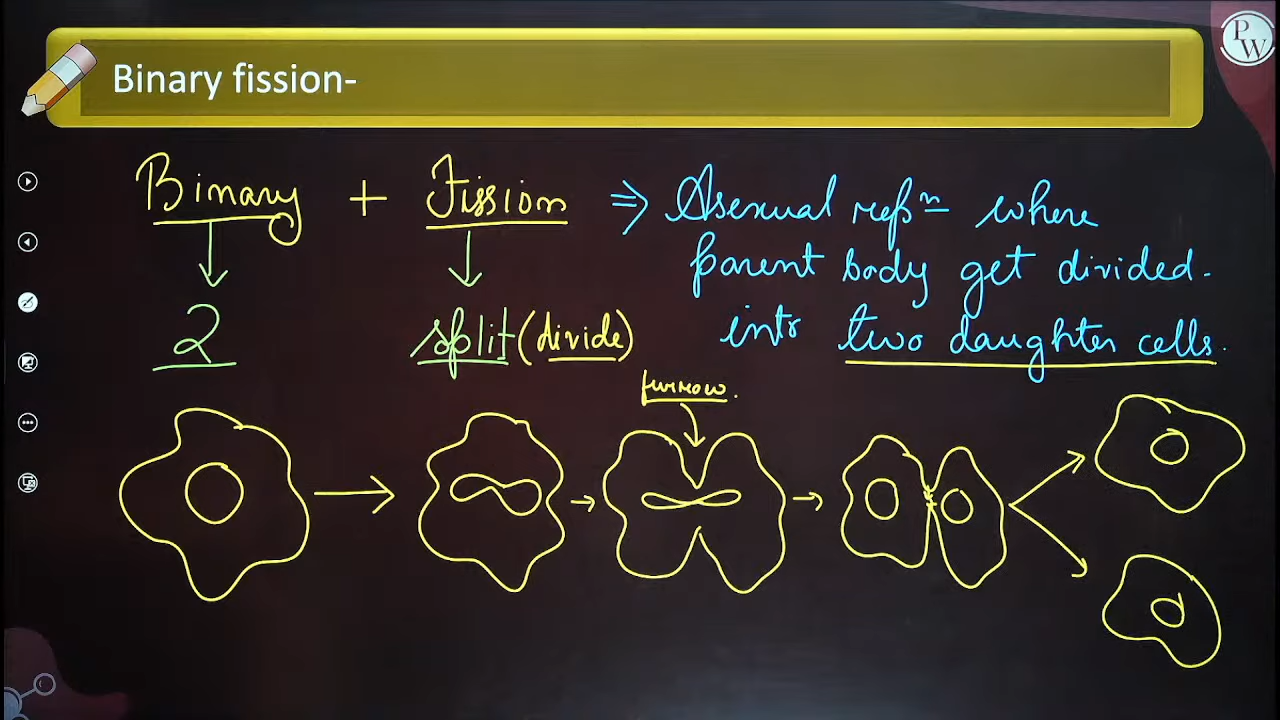 P
W
Binary fission-
Binary + Fission ⇒ Asexual repⁿ where
parent body get divided.
2 split (divide) into two daughter cells.
furrow.